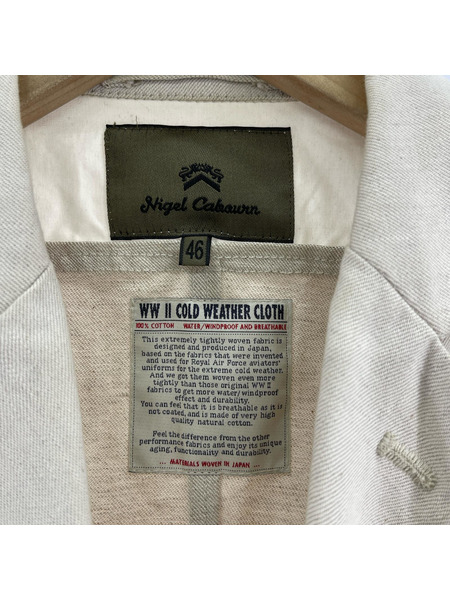 Nigel Cabourn
46
WW II COLD WEATHER CLOTH
100% COTTON WATER/WINDPROOF AND BREATHABLE
This extremely tightly woven fabric is
designed and produced in Japan,
based on the fabrics that were invented
and used for Royal Air Force aviators'
uniforms for the extreme cold weather.
And we got them woven even more
tightly than those original WW II
fabrics to get more water/windproof
effect and durability.
You can feel that it is breathable as it is
not coated, and is made of very high
quality natural cotton.
Feel the difference from the other
performance fabrics and enjoy its unique
aging, functionality and durability.
... MATERIALS WOVEN IN JAPAN ...